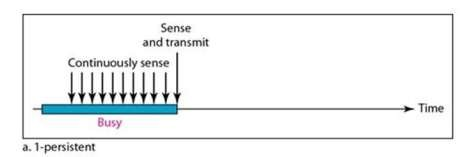 Sense
and transmit
Continuously sense
Time
Busy
a. 1-persistent